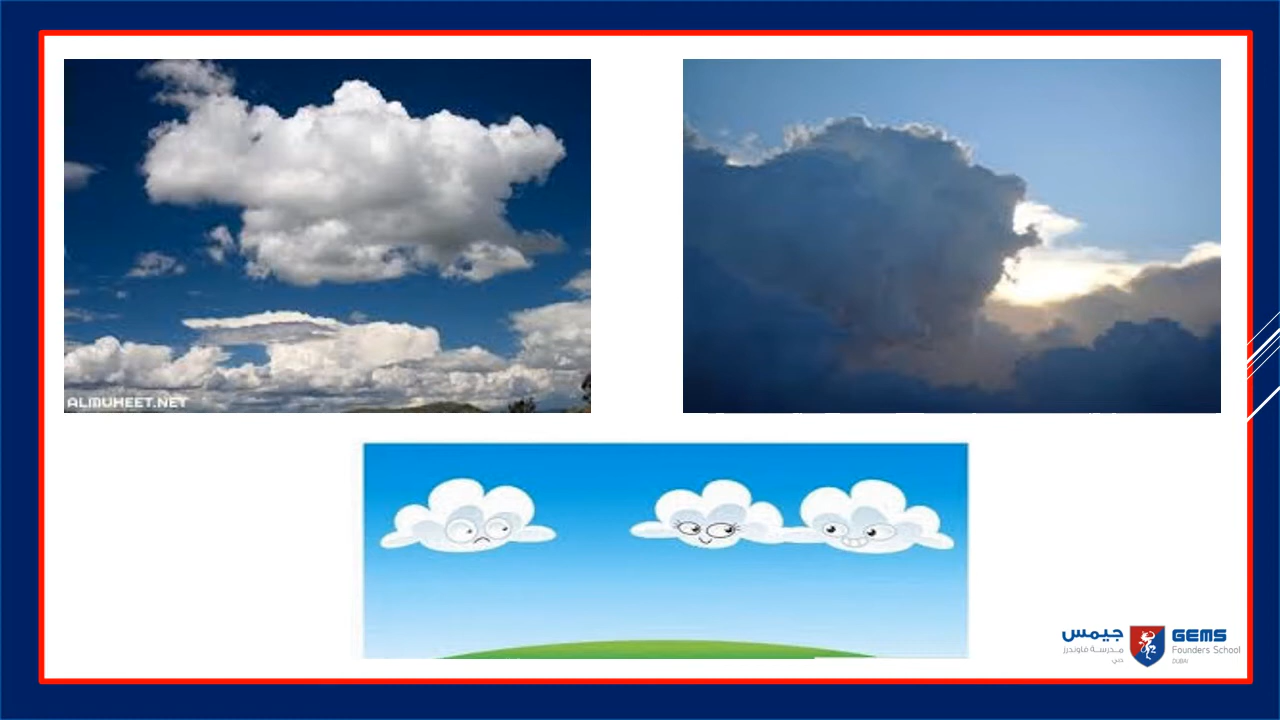 ALMUHEET.NET
جيمس
مدرسة فاوندرز
دبي
GEMS
Founders School
DUBAI